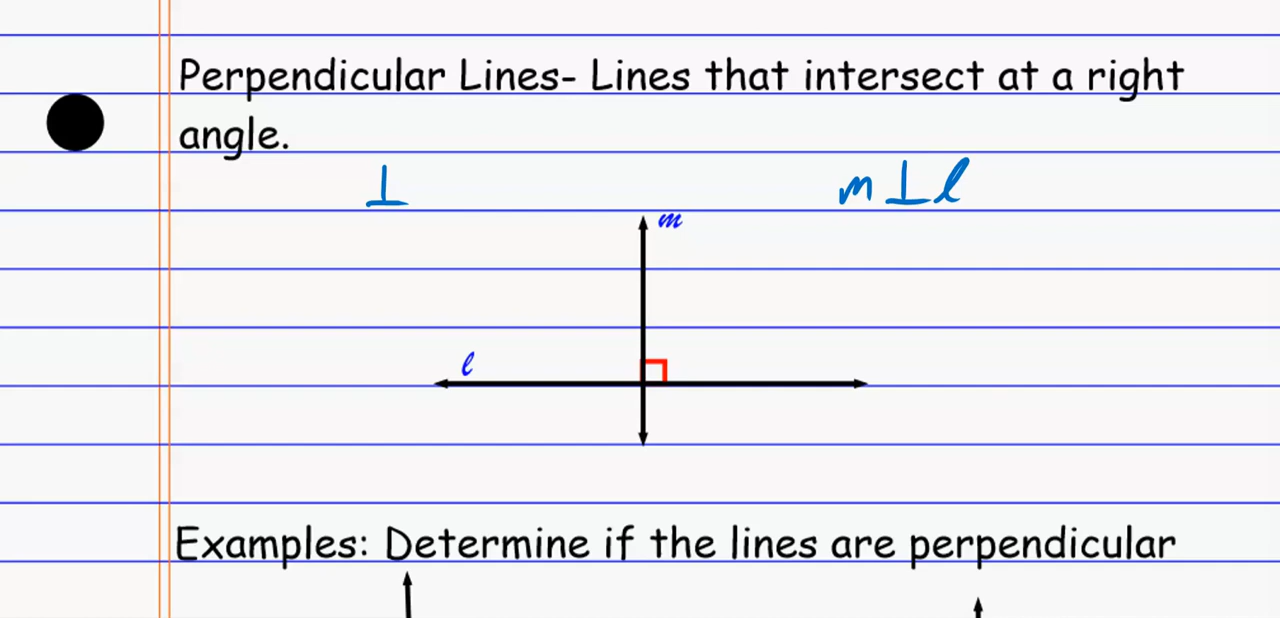 Perpendicular Lines- Lines that intersect at a right
angle.
⊥ m⊥ℓ
m
ℓ
Examples: Determine if the lines are perpendicular